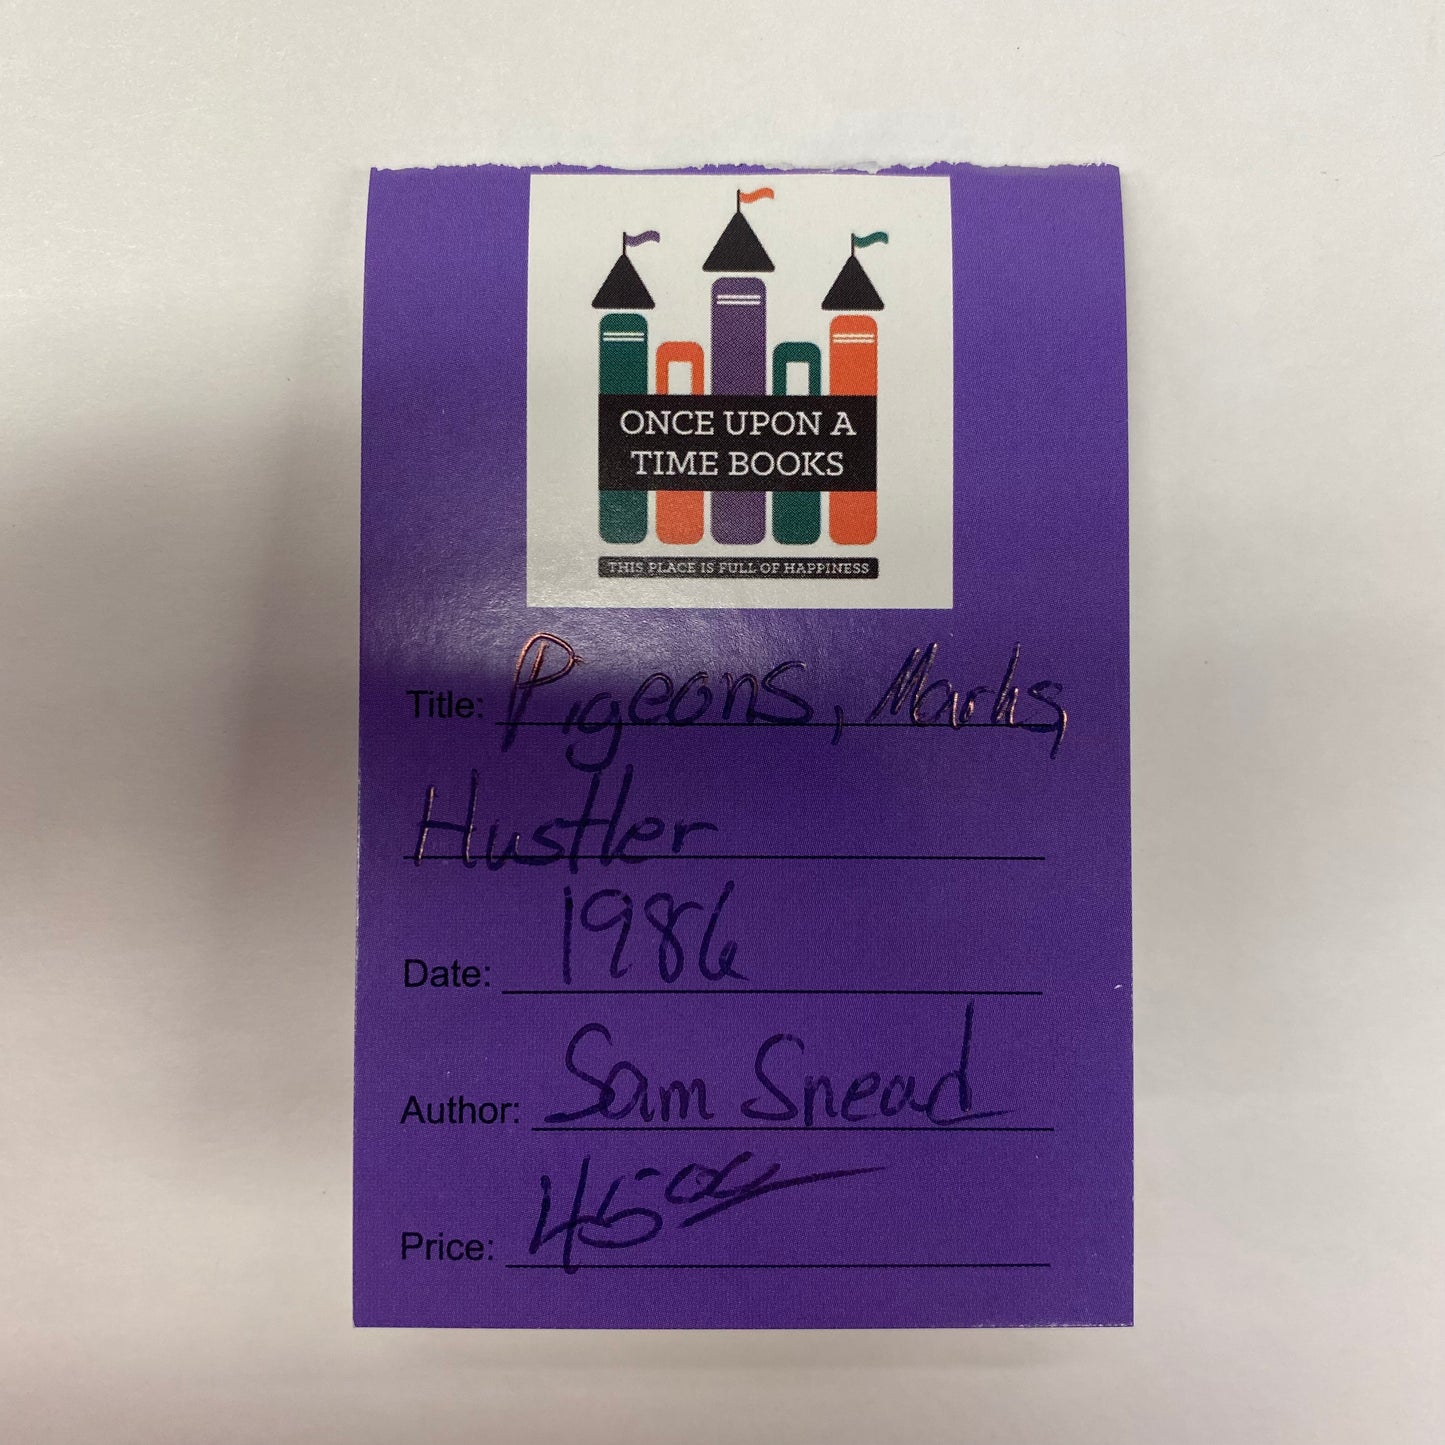 ONCE UPON A
TIME BOOKS
THIS PLACE IS FULL OF HAPPINESS
Title: Pigeons, Marks,
Hustler
Date: 1986
Author: Sam Snead
Price: 4500